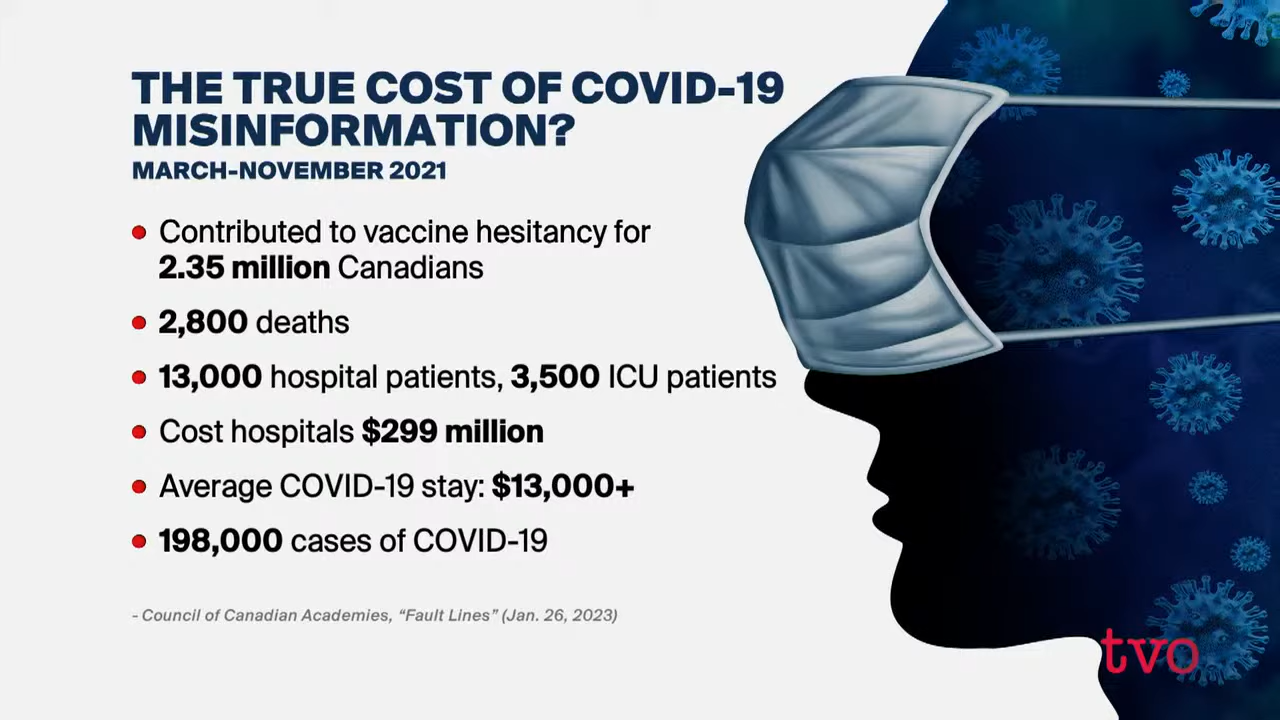 THE TRUE COST OF COVID-19
MISINFORMATION?
MARCH-NOVEMBER 2021
• Contributed to vaccine hesitancy for
2.35 million Canadians
• 2,800 deaths
• 13,000 hospital patients, 3,500 ICU patients
• Cost hospitals $299 million
• Average COVID-19 stay: $13,000+
• 198,000 cases of COVID-19
- Council of Canadian Academies, “Fault Lines” (Jan. 26, 2023)
tvo